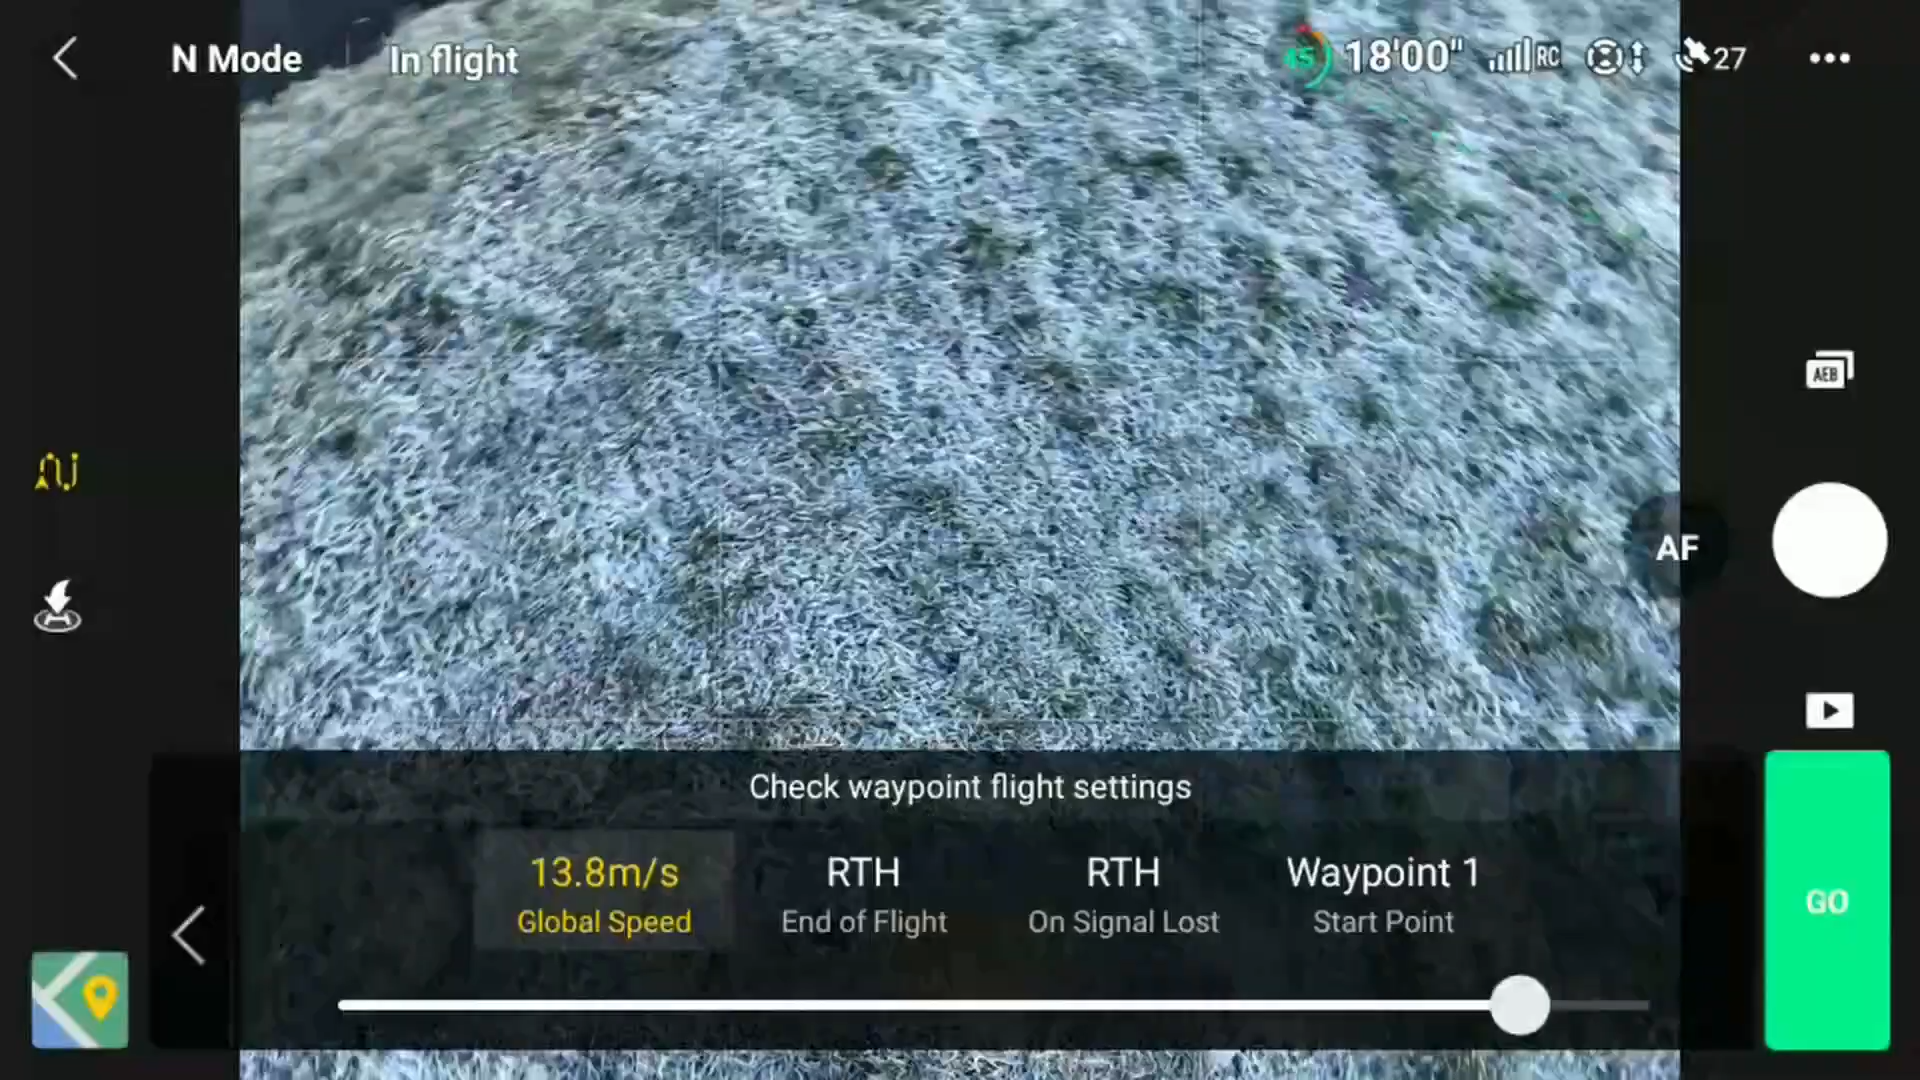 N Mode
In flight
45
18'00"
RC
27
AEB
AF
Check waypoint flight settings
13.8m/s
RTH
RTH
Waypoint 1
Global Speed
End of Flight
On Signal Lost
Start Point
GO